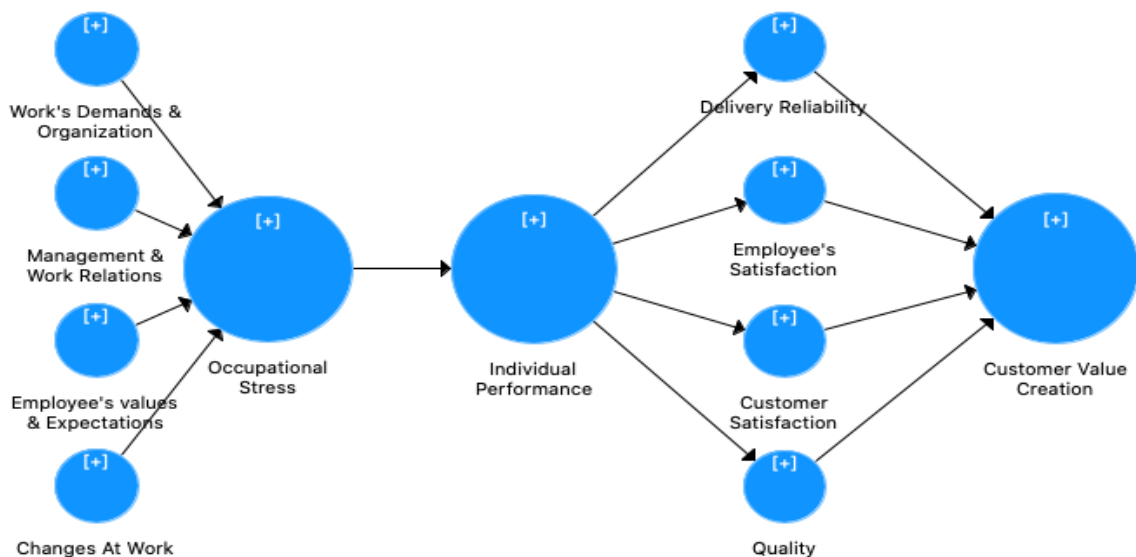 [+]
Work's Demands &
Organization
[+]
Management &
Work Relations
[+]
Employee's values
& Expectations
[+]
Changes At Work
[+]
Occupational
Stress
[+]
Individual
Performance
[+]
Delivery Reliability
[+]
Employee's
Satisfaction
[+]
Customer
Satisfaction
[+]
Quality
[+]
Customer Value
Creation